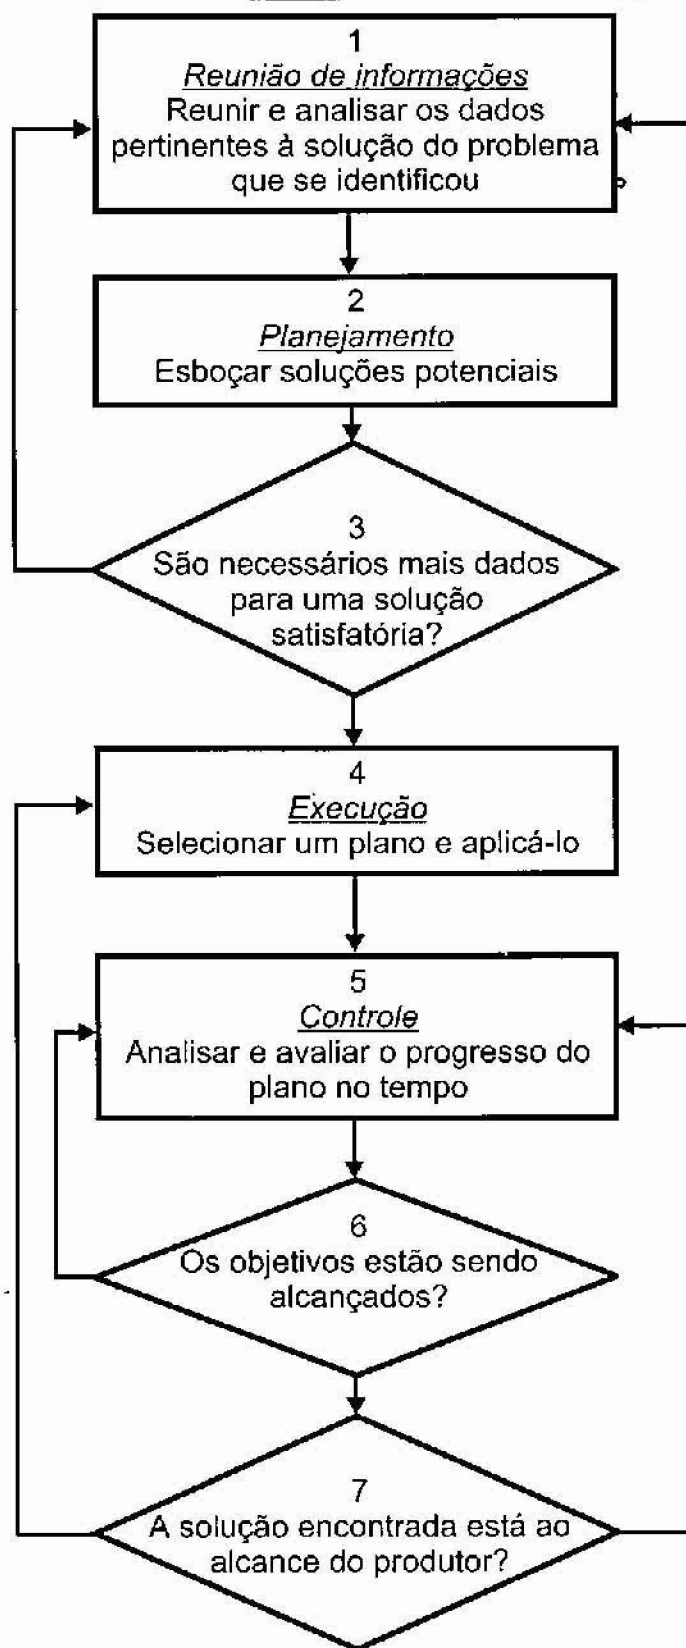 1
Reunião de informações
Reunir e analisar os dados
pertinentes à solução do problema
que se identificou
2
Planejamento
Esboçar soluções potenciais
3
São necessários mais dados
para uma solução
satisfatória?
4
Execução
Selecionar um plano e aplicá-lo
5
Controle
Analisar e avaliar o progresso do
plano no tempo
6
Os objetivos estão sendo
alcançados?
7
A solução encontrada está ao
alcance do produtor?